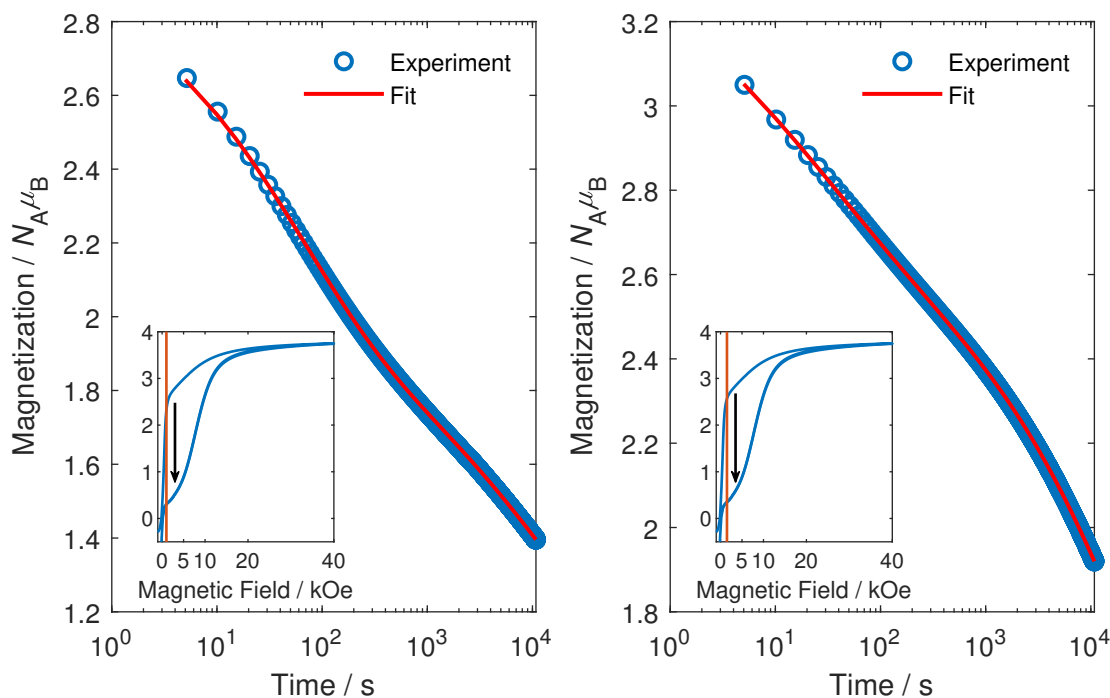 2.8
2.6
2.4
2.2
2
1.8
1.6
1.4
1.2
Magnetization / N_Aμ_B
Experiment
Fit
4
3
2
1
0
0 5 10 20 40
Magnetic Field / kOe
10^0 10^1 10^2 10^3 10^4
Time / s
3.2
3
2.8
2.6
2.4
2.2
2
1.8
Magnetization / N_Aμ_B
Experiment
Fit
4
3
2
1
0
0 5 10 20 40
Magnetic Field / kOe
10^0 10^1 10^2 10^3 10^4
Time / s